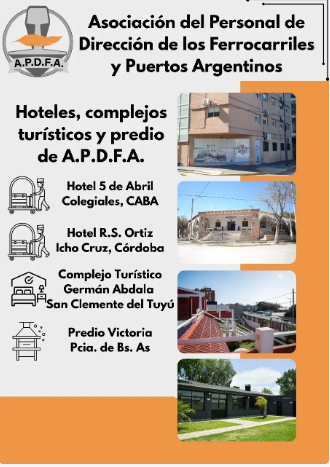 Asociación del Personal de
Dirección de los Ferrocarriles
y Puertos Argentinos
A.P.D.F.A.
Hoteles, complejos
turísticos y predio
de A.P.D.F.A.
Hotel 5 de Abril
Colegiales, CABA
Hotel R.S. Ortiz
Icho Cruz, Córdoba
Complejo Turístico
Germán Abdala
San Clemente del Tuyú
Predio Victoria
Pcia. de Bs. As